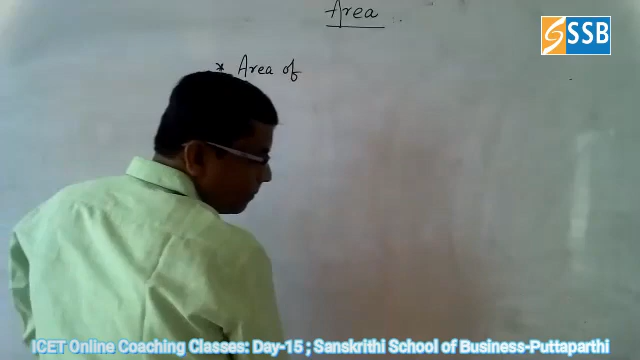 Area
SSB
* Area of
ICET Online Coaching Classes: Day-15 ; Sanskrithi School of Business-Puttaparthi